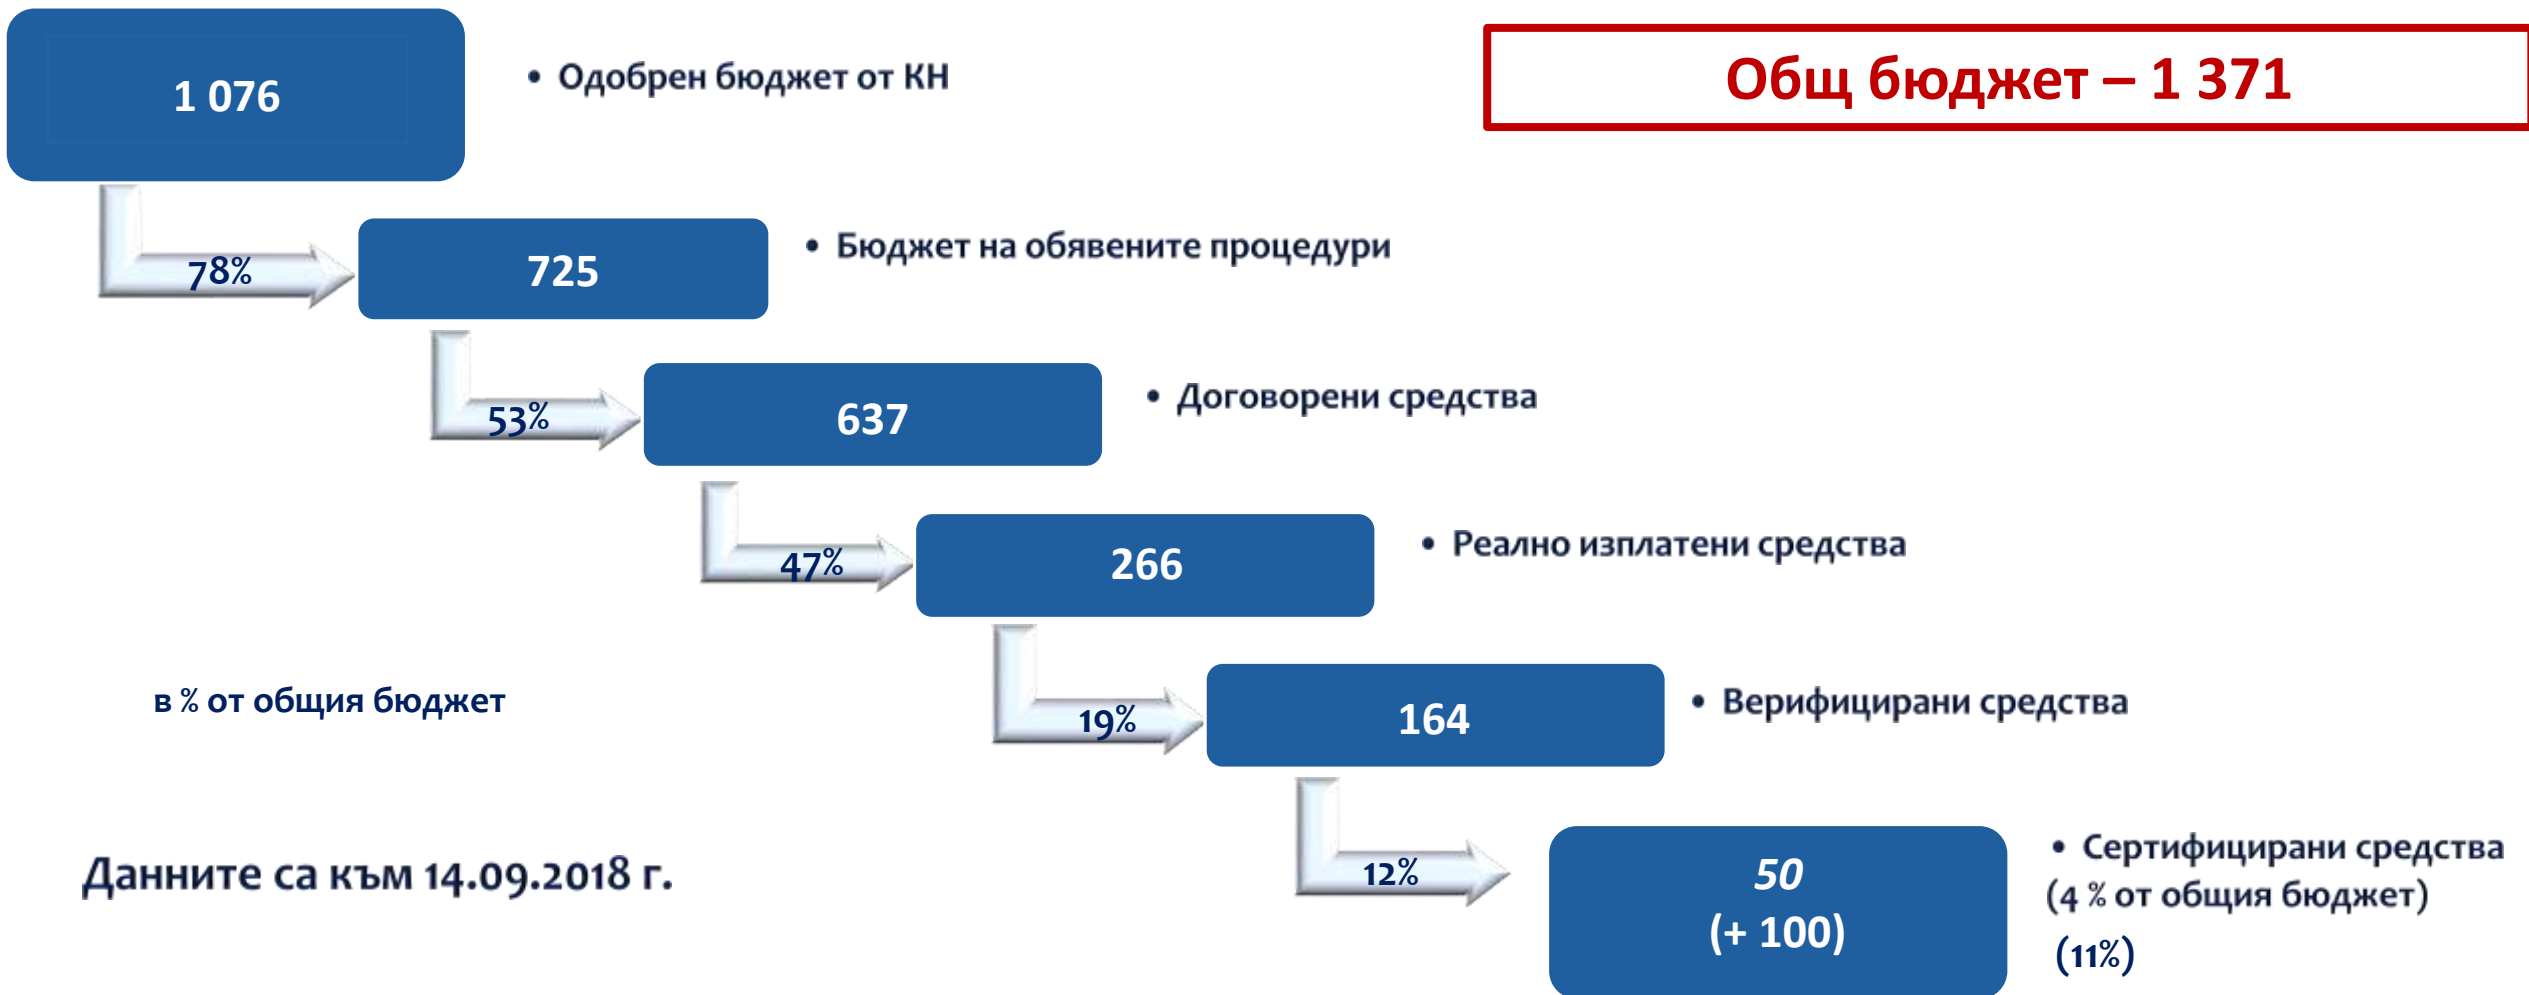 1 076
• Одобрен бюджет от КН
Общ бюджет – 1 371
78%
725
• Бюджет на обявените процедури
53%
637
• Договорени средства
47%
266
• Реално изплатени средства
19%
164
• Верифицирани средства
в % от общия бюджет
12%
50
(+ 100)
• Сертифицирани средства
(4 % от общия бюджет)
(11%)
Данните са към 14.09.2018 г.